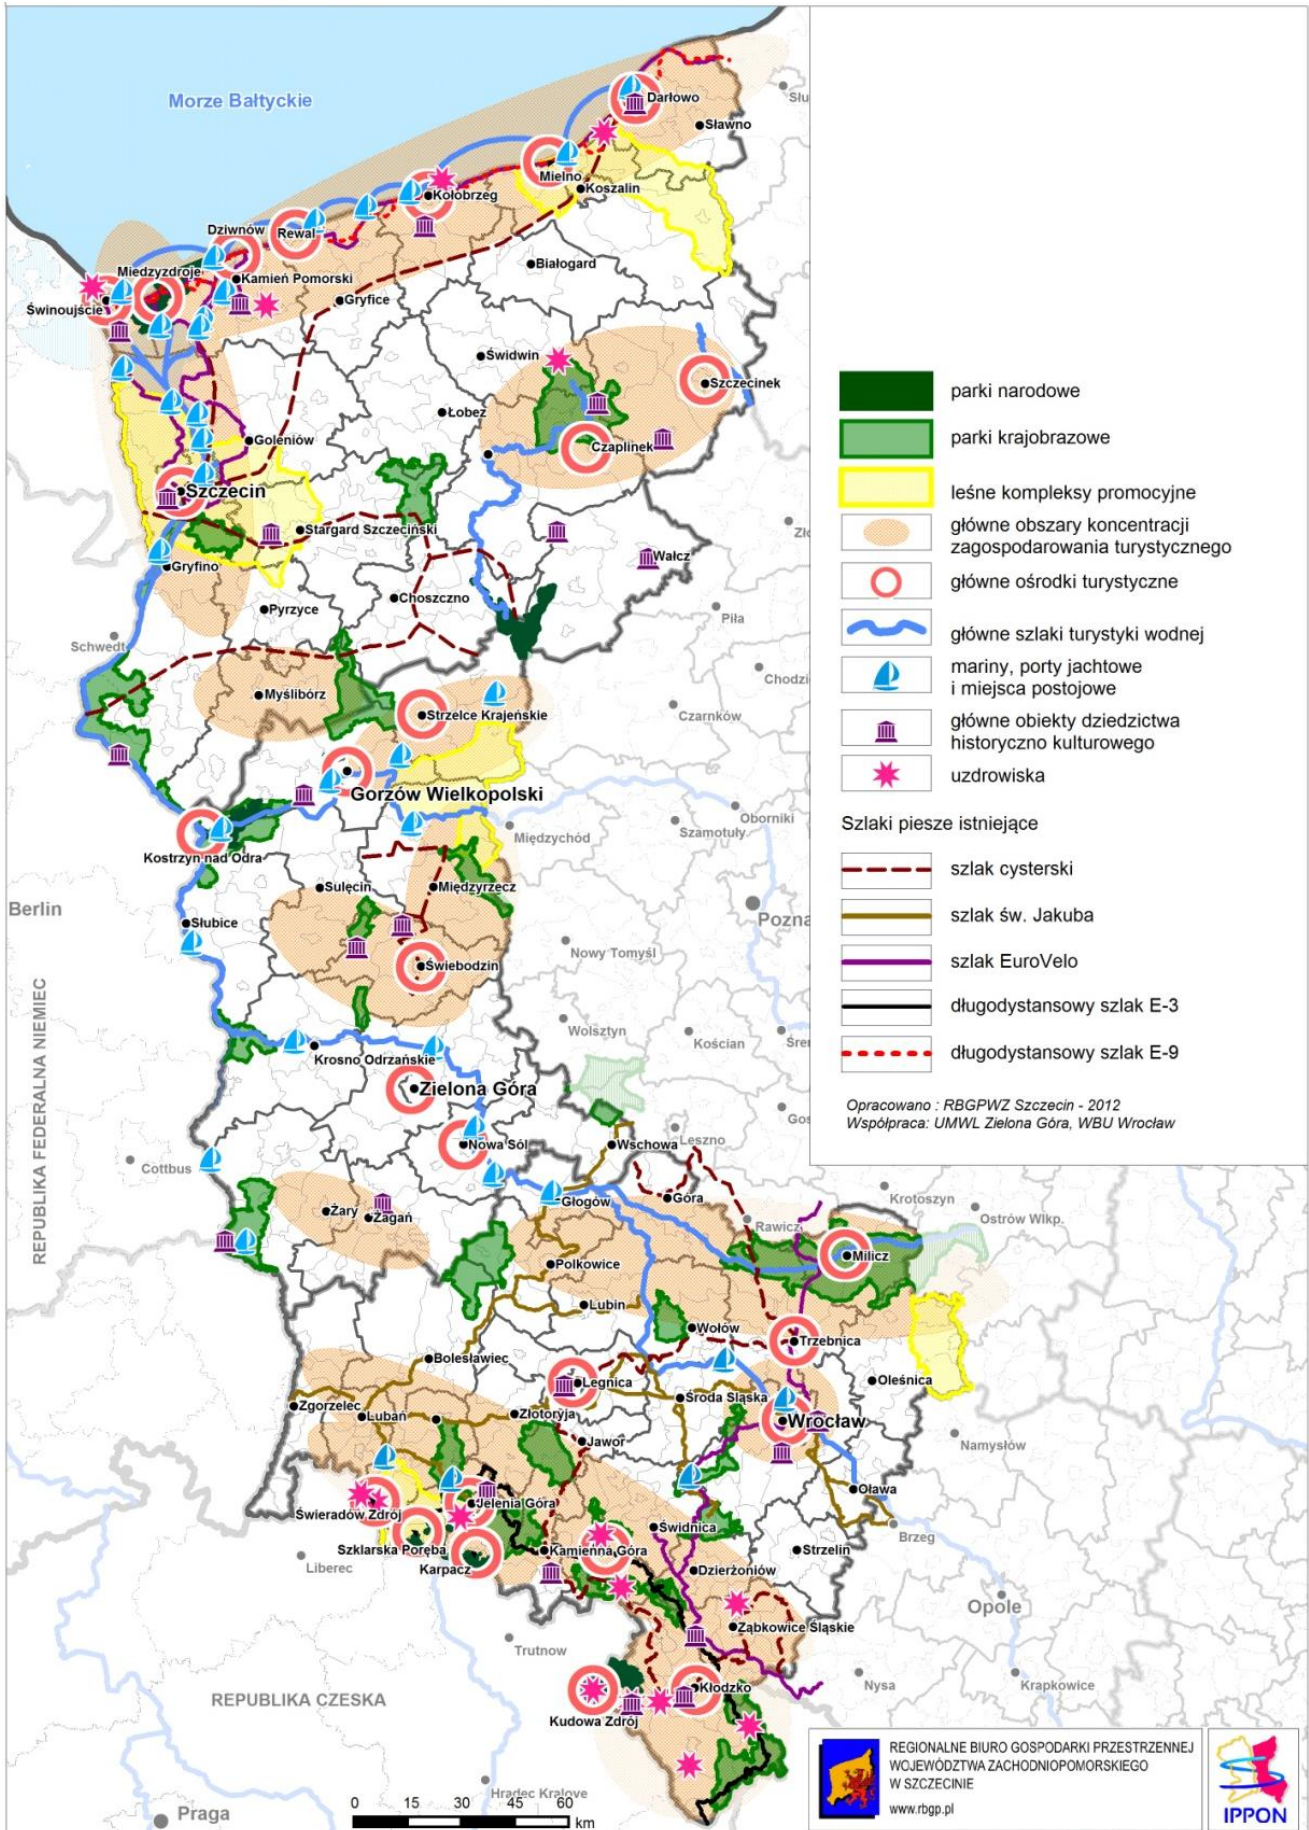 Morze Bałtyckie
Darłowo
Sławno
Mielno
Koszalin
Kołobrzeg
Dziwnów
Rewal
Białogard
Międzyzdroje
Kamień Pomorski
Świnoujście
Gryfice
Świdwin
Szczecinek
Łobez
Goleniów
Czaplinek
Szczecin
Stargard Szczeciński
Wałcz
Gryfino
Choszczno
Pyrzyce
Piła
Schwedt
Chodzi
Myślibórz
Strzelce Krajeńskie
Czarnków
Gorzów Wielkopolski
Oborniki
Międzychód
Szamotuły
Kostrzyn nad Odra
Berlin
Sulęcin
Międzyrzecz
Słubice
Pozna
Nowy Tomyśl
Świebodzin
REPUBLIKA FEDERALNA NIEMIEC
Wolsztyn
Kościan
Śrer
Krosno Odrzańskie
Zielona Góra
Gos
Nowa Sól
Wschowa
Leszno
Cottbus
Głogów
Góra
Krotoszyn
Żary
Żagań
Rawicz
Ostrów Wlkp.
Milicz
Polkowice
Lubin
Wołów
Trzebnica
Bolesławiec
Legnica
Oleśnica
Zgorzelec
Lubań
Złotoryja
Środa Śląska
Wrocław
Jawor
Namysłów
Świeradów Zdrój
Jelenia Góra
Oława
Szklarska Poręba
Świdnica
Brzeg
Liberec
Karpacz
Kamienna Góra
Strzelin
Dzierżoniów
Opole
Ząbkowice Śląskie
Trutnow
Kłodzko
Nysa
Krapkowice
REPUBLIKA CZESKA
Kudowa Zdrój
Hradec Kralove
Praga
0 15 30 45 60
km
parki narodowe
parki krajobrazowe
leśne kompleksy promocyjne
główne obszary koncentracji
zagospodarowania turystycznego
główne ośrodki turystyczne
główne szlaki turystyki wodnej
mariny, porty jachtowe
i miejsca postojowe
główne obiekty dziedzictwa
historyczno kulturowego
uzdrowiska
Szlaki piesze istniejące
szlak cysterski
szlak św. Jakuba
szlak EuroVelo
długodystansowy szlak E-3
długodystansowy szlak E-9
Opracowano : RBGPWZ Szczecin - 2012
Współpraca: UMWL Zielona Góra, WBU Wrocław
REGIONALNE BIURO GOSPODARKI PRZESTRZENNEJ
WOJEWÓDZTWA ZACHODNIOPOMORSKIEGO
W SZCZECINIE
www.rbgp.pl
IPPON